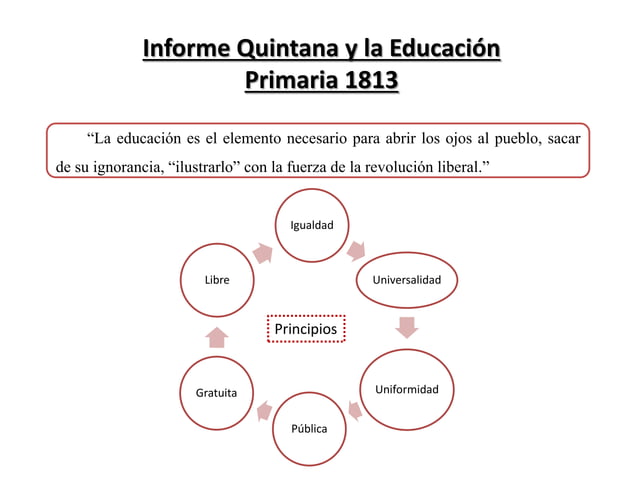 Informe Quintana y la Educación
Primaria 1813
“La educación es el elemento necesario para abrir los ojos al pueblo, sacar
de su ignorancia, “ilustrarlo” con la fuerza de la revolución liberal.”
Igualdad
Universalidad
Uniformidad
Pública
Gratuita
Libre
Principios